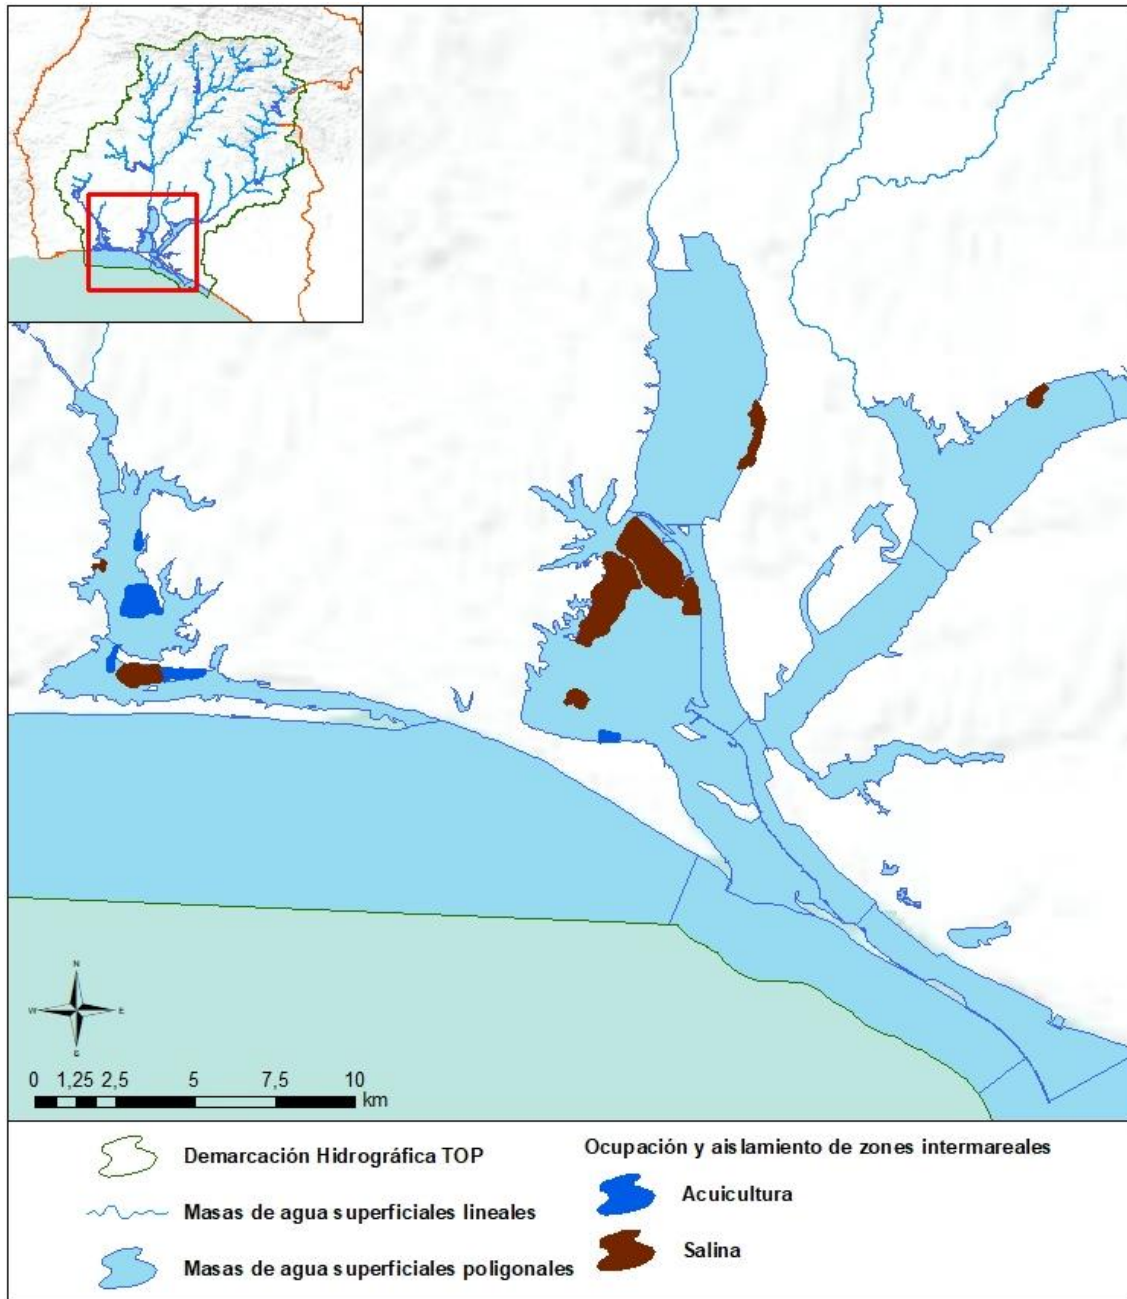 N
W E
S
0 1,25 2,5 5 7,5 10
km
Demarcación Hidrográfica TOP
Masas de agua superficiales lineales
Masas de agua superficiales poligonales
Ocupación y aislamiento de zones intermareales
Acuicultura
Salina